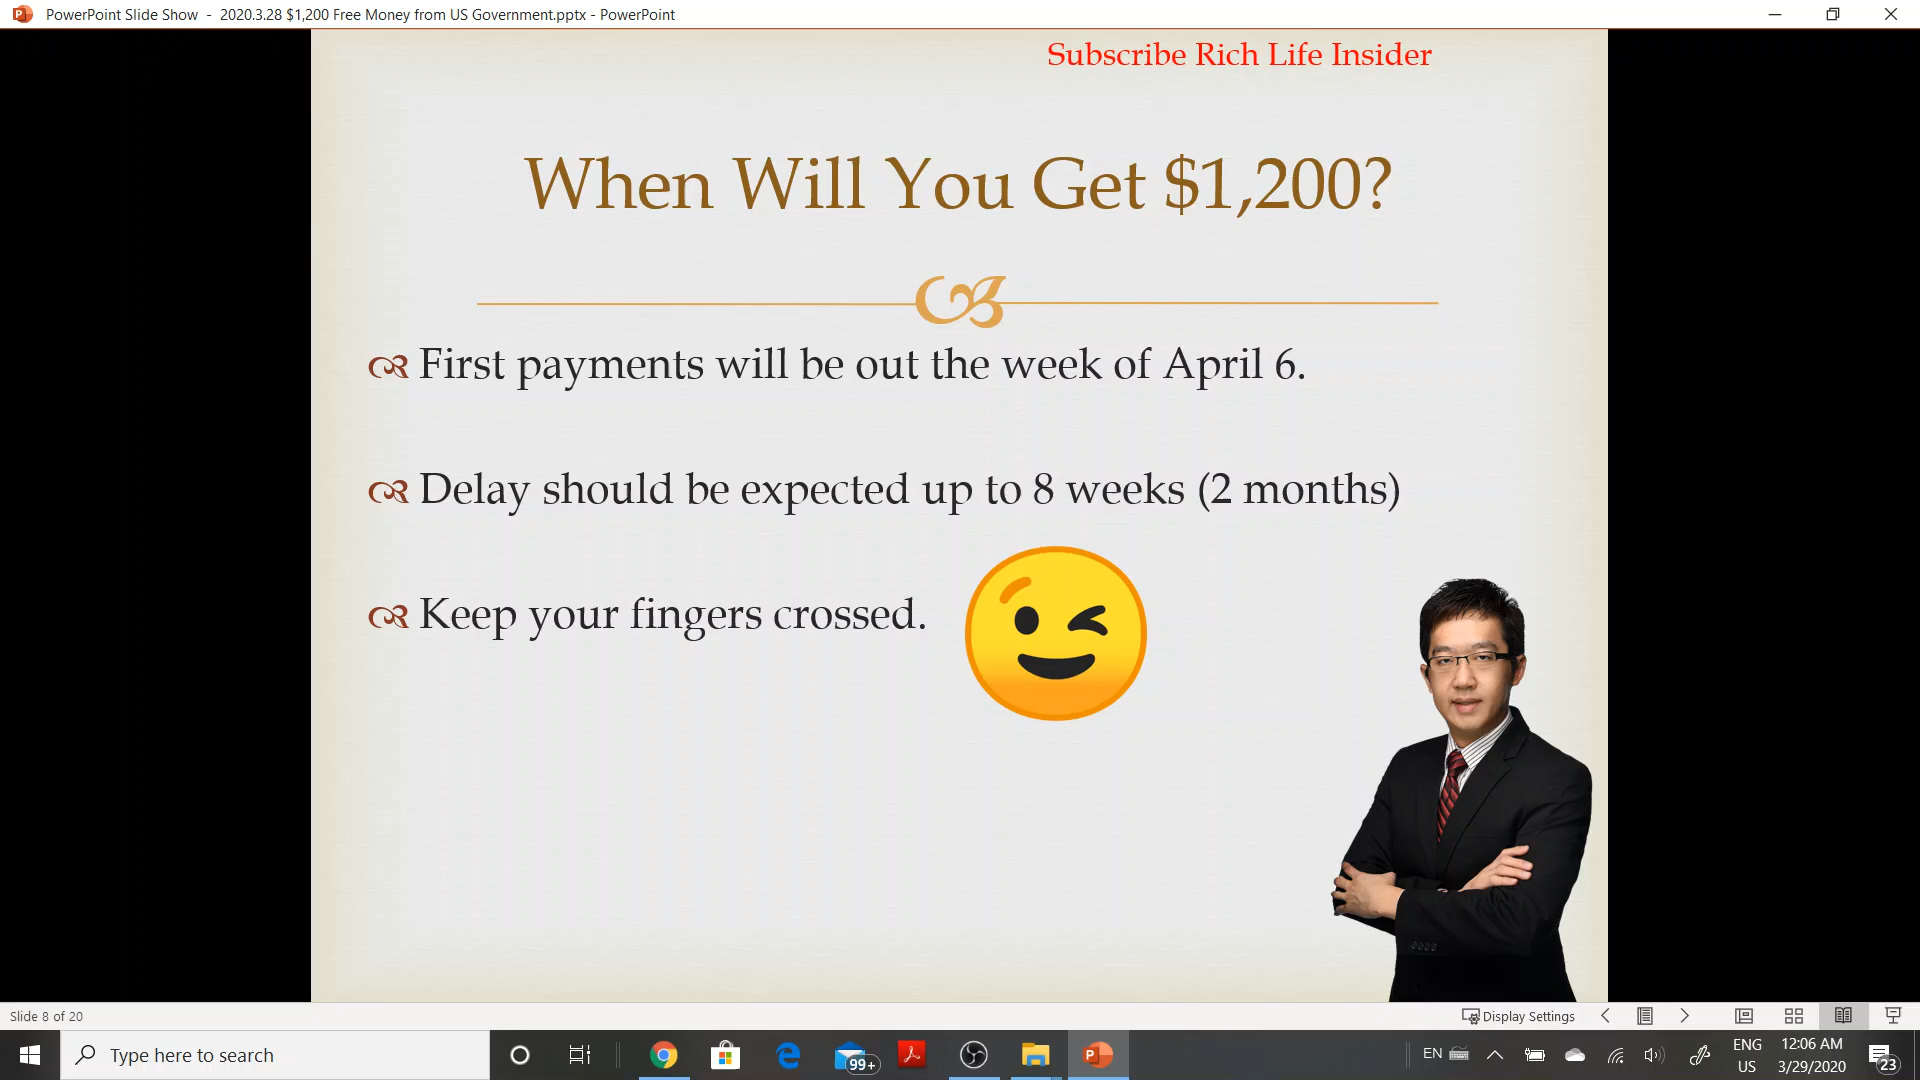 PowerPoint Slide Show - 2020.3.28 $1,200 Free Money from US Government.pptx - PowerPoint
Subscribe Rich Life Insider
When Will You Get $1,200?
First payments will be out the week of April 6.
Delay should be expected up to 8 weeks (2 months)
Keep your fingers crossed.
Slide 8 of 20
Display Settings
Type here to search
99+
EN
ENG
US
12:06 AM
3/29/2020
23